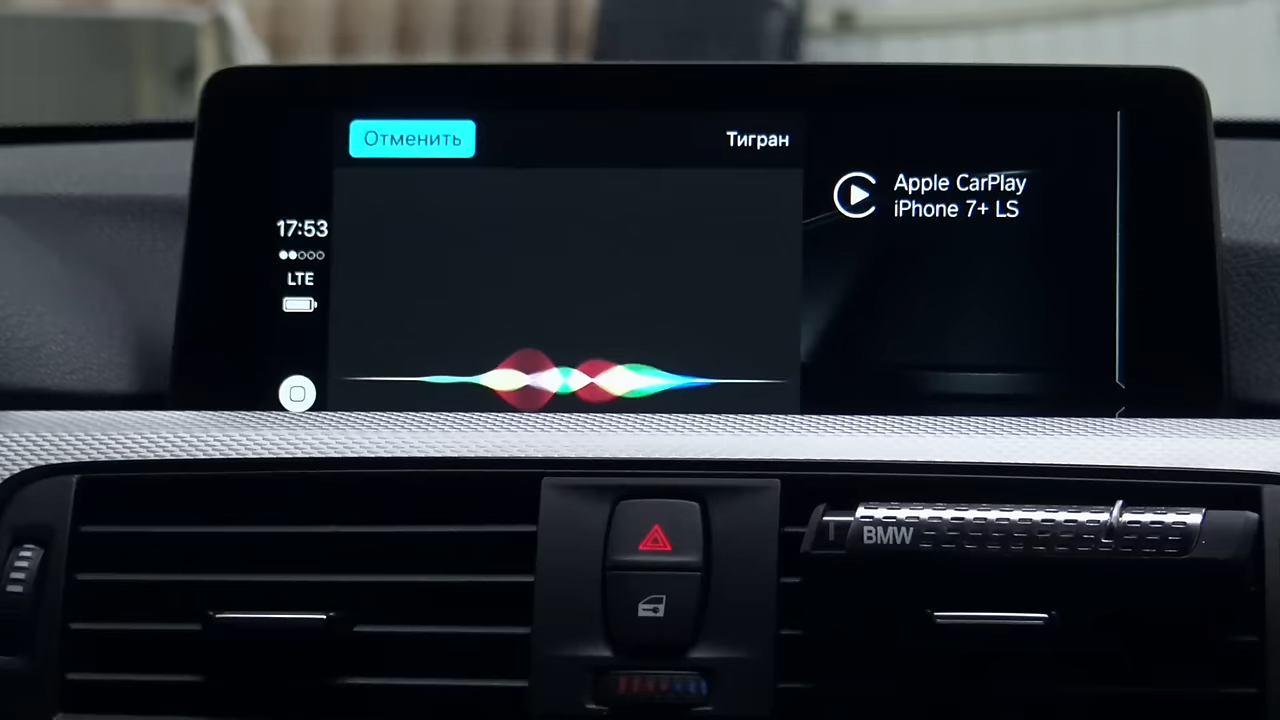 Отменить
Тигран
17:53
LTE
Apple CarPlay
iPhone 7+ LS
BMW